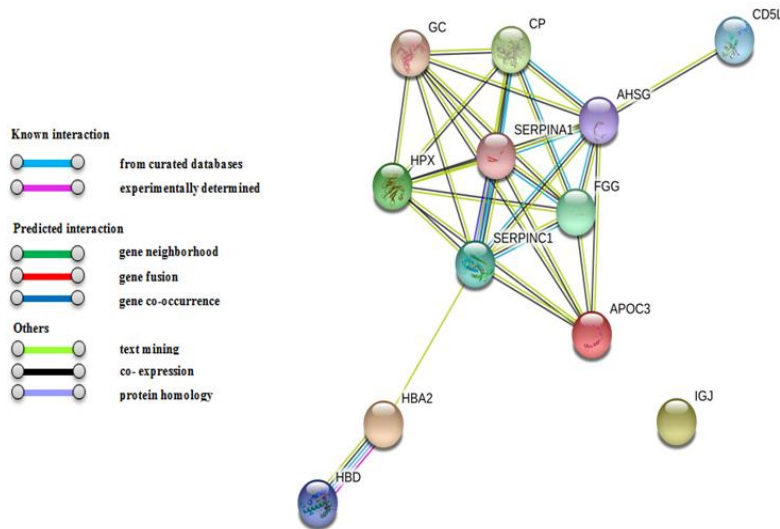 Known interaction
from curated databases
experimentally determined
Predicted interaction
gene neighborhood
gene fusion
gene co-occurrence
Others
text mining
co- expression
protein homology
GC
CP
CD5L
AHSG
SERPINA1
HPX
FGG
SERPINC1
APOC3
HBA2
IGJ
HBD